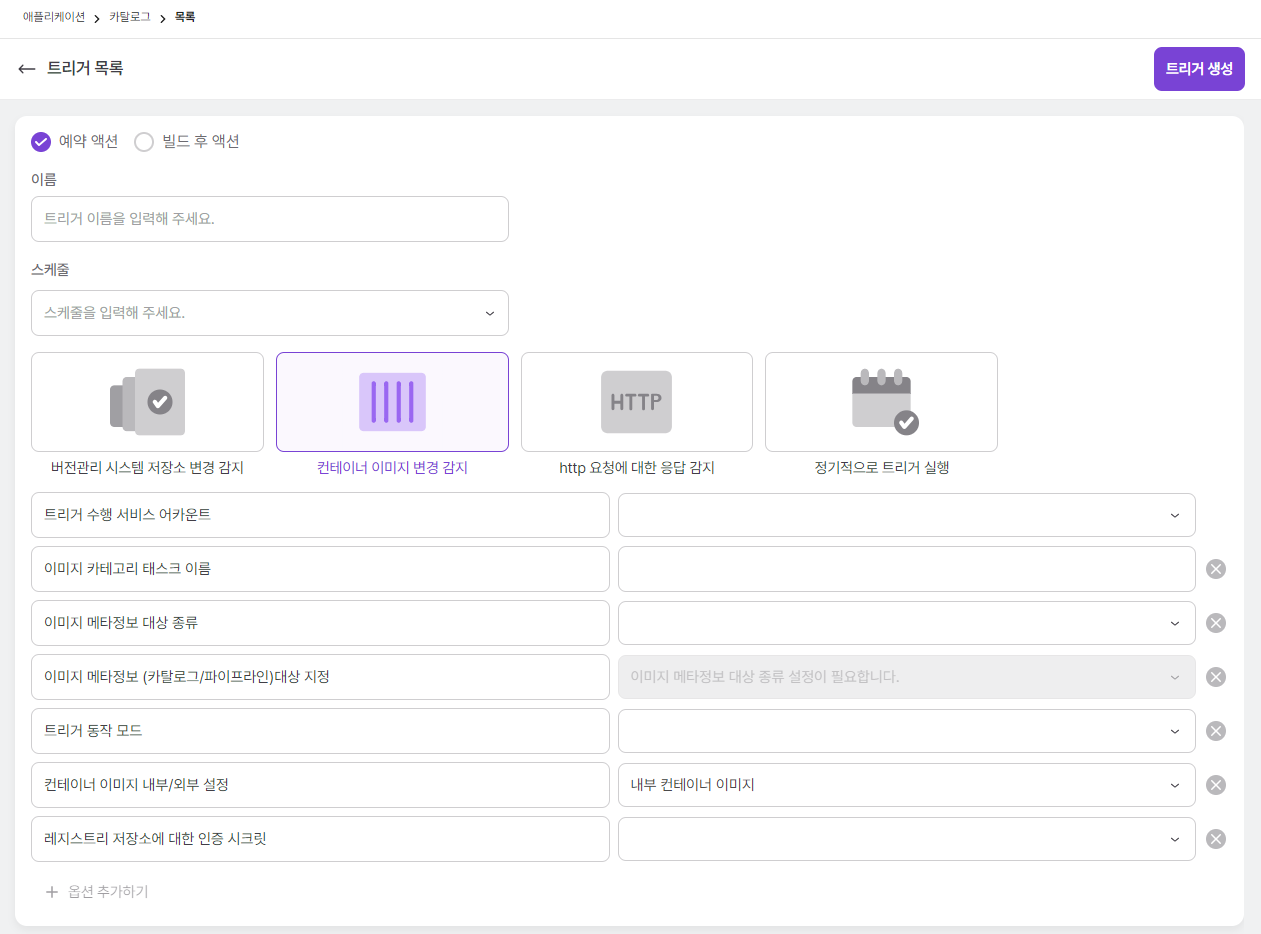 애플리케이션 > 카탈로그 > 목록
← 트리거 목록
트리거 생성
예약 액션 빌드 후 액션
이름
트리거 이름을 입력해 주세요.
스케줄
스케줄을 입력해 주세요.
HTTP
버전관리 시스템 저장소 변경 감지 컨테이너 이미지 변경 감지 http 요청에 대한 응답 감지 정기적으로 트리거 실행
트리거 수행 서비스 어카운트
이미지 카테고리 태스크 이름
이미지 메타정보 대상 종류
이미지 메타정보 (카탈로그/파이프라인)대상 지정 이미지 메타정보 대상 종류 설정이 필요합니다.
트리거 동작 모드
컨테이너 이미지 내부/외부 설정 내부 컨테이너 이미지
레지스트리 저장소에 대한 인증 시크릿
+ 옵션 추가하기